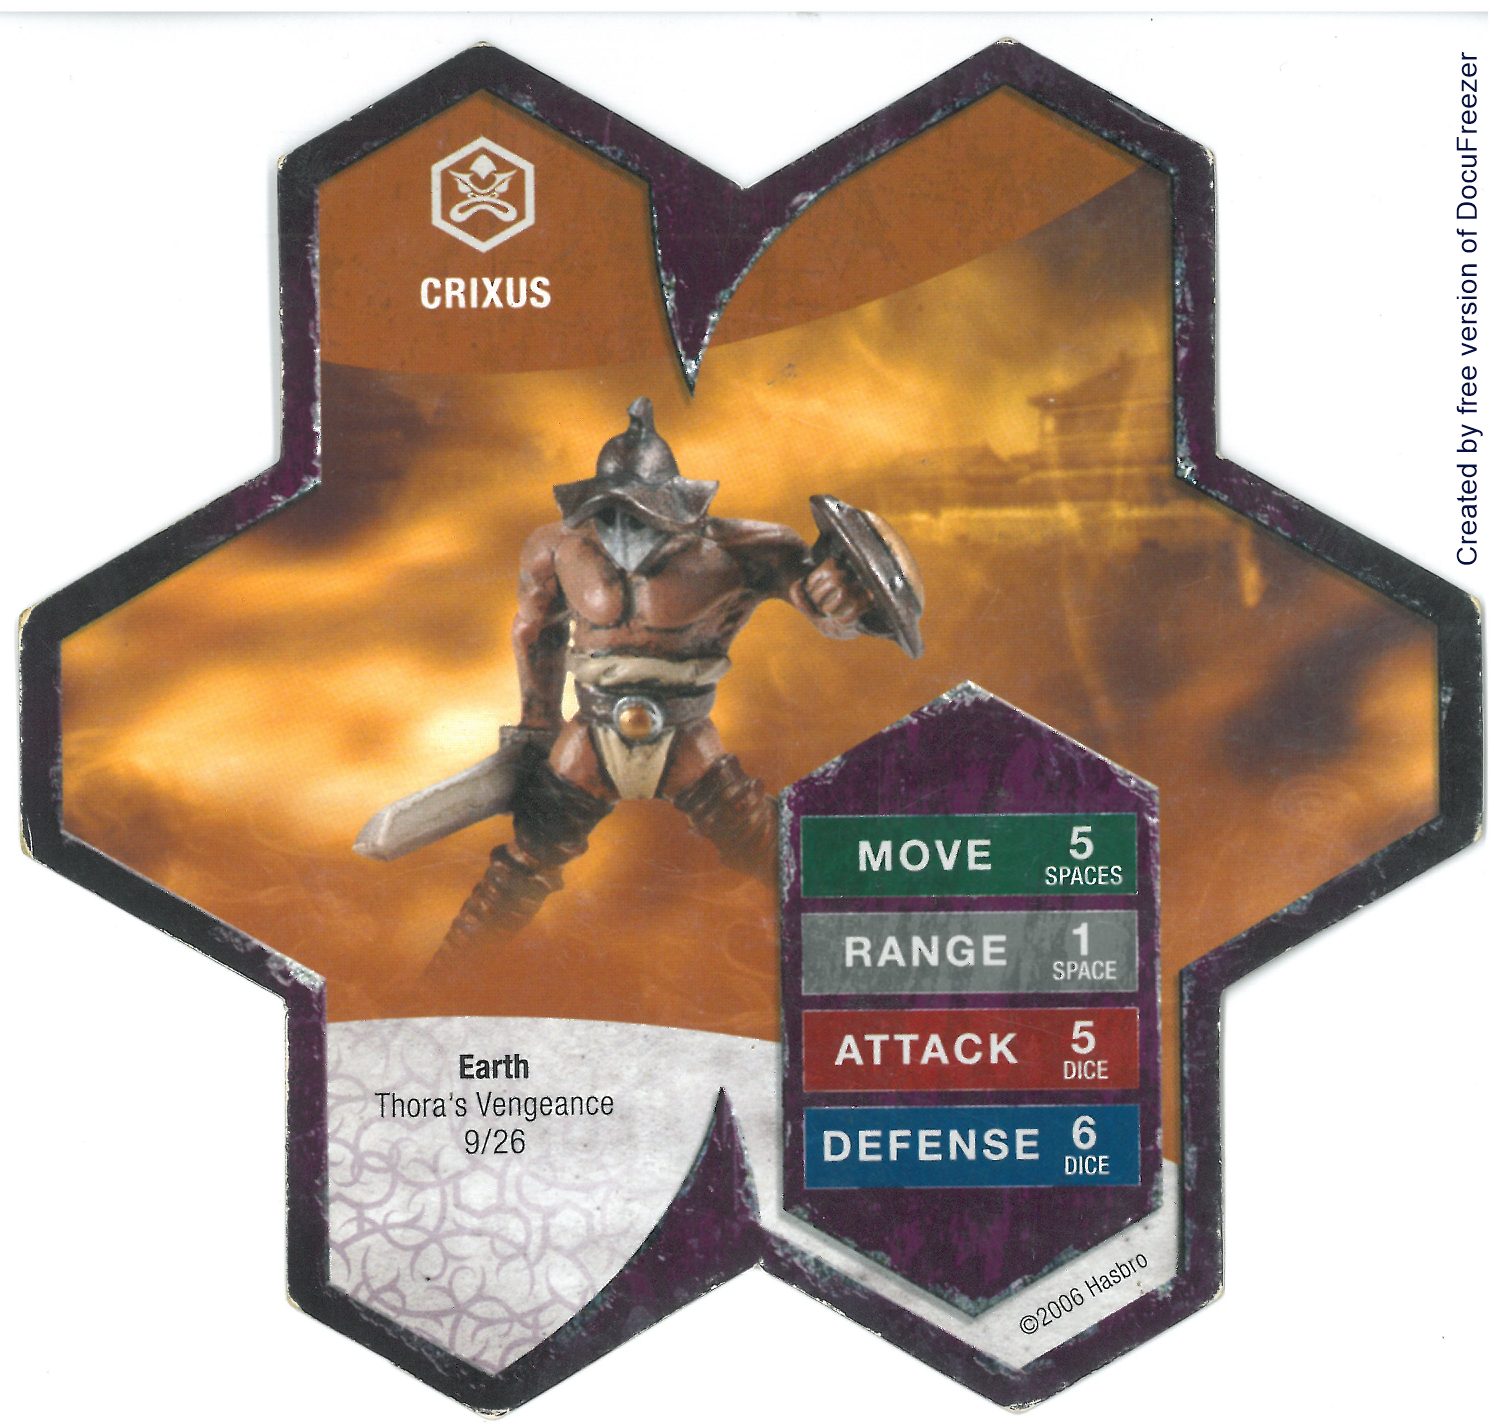 CRIXUS
MOVE 5
SPACES
RANGE 1
SPACE
ATTACK 5
DICE
DEFENSE 6
DICE
Earth
Thora's Vengeance
9/26
©2006 Hasbro
Created by free version of DocuFreezer